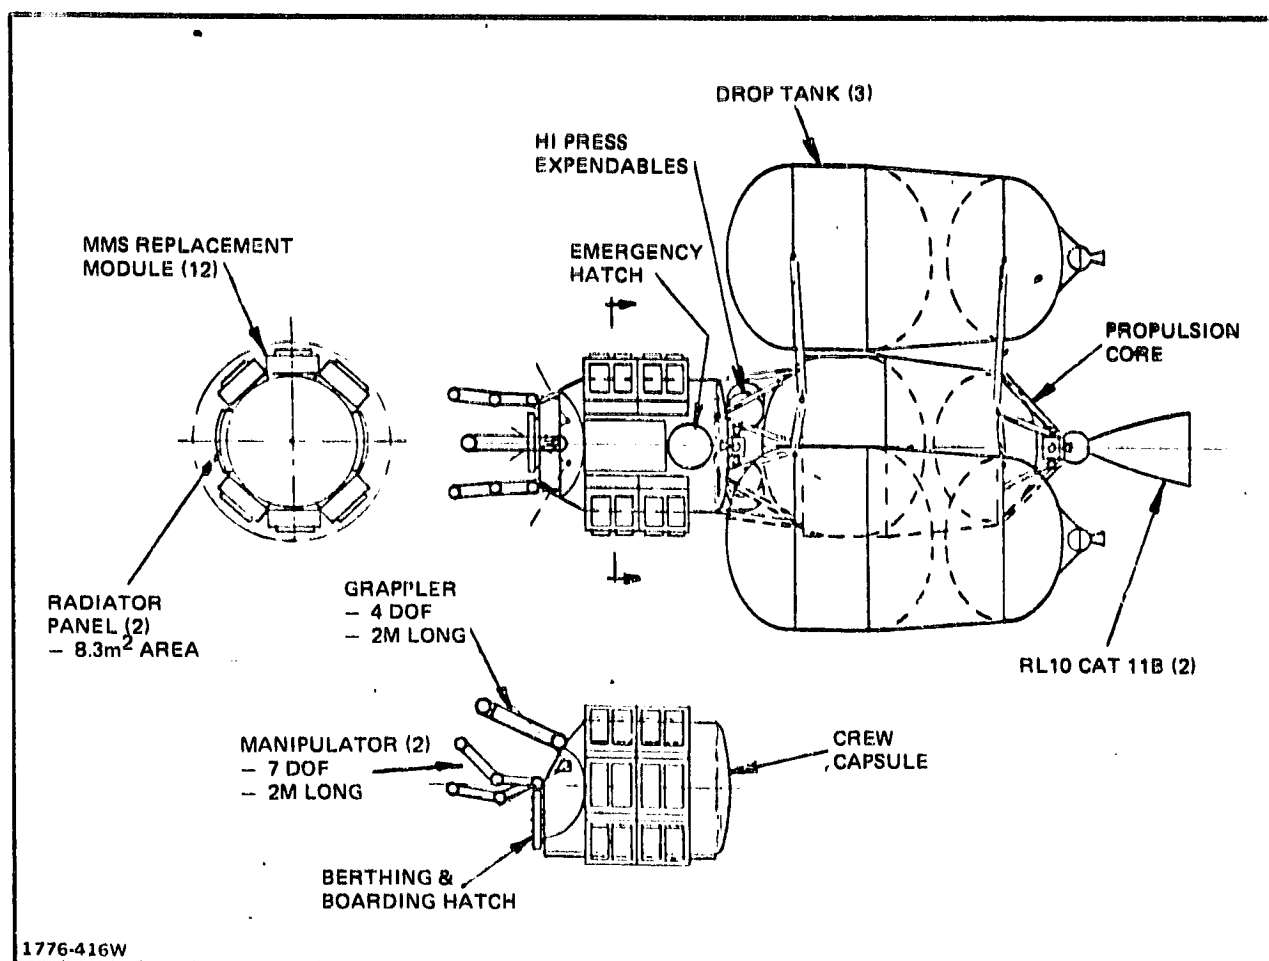 DROP TANK (3)
HI PRESS
EXPENDABLES
MMS REPLACEMENT
MODULE (12)
EMERGENCY
HATCH
PROPULSION
CORE
RADIATOR
PANEL (2)
– 8.3m² AREA
GRAPPLER
– 4 DOF
– 2M LONG
RL10 CAT 11B (2)
MANIPULATOR (2)
– 7 DOF
– 2M LONG
CREW
CAPSULE
BERTHING &
BOARDING HATCH
1776-416W